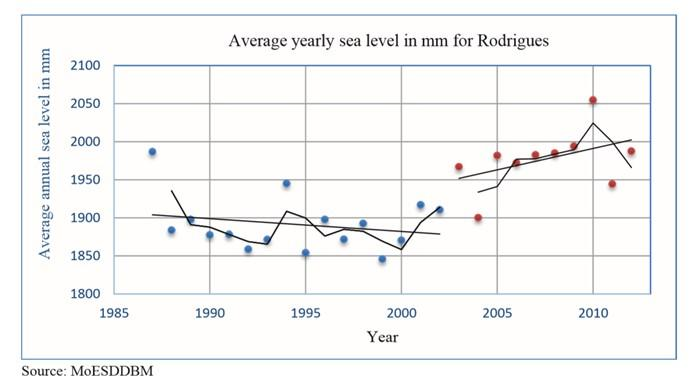 Average yearly sea level in mm for Rodrigues
Average annual sea level in mm
2100
2050
2000
1950
1900
1850
1800
1985 1990 1995 2000 2005 2010
Year
Source: MoESDDBM